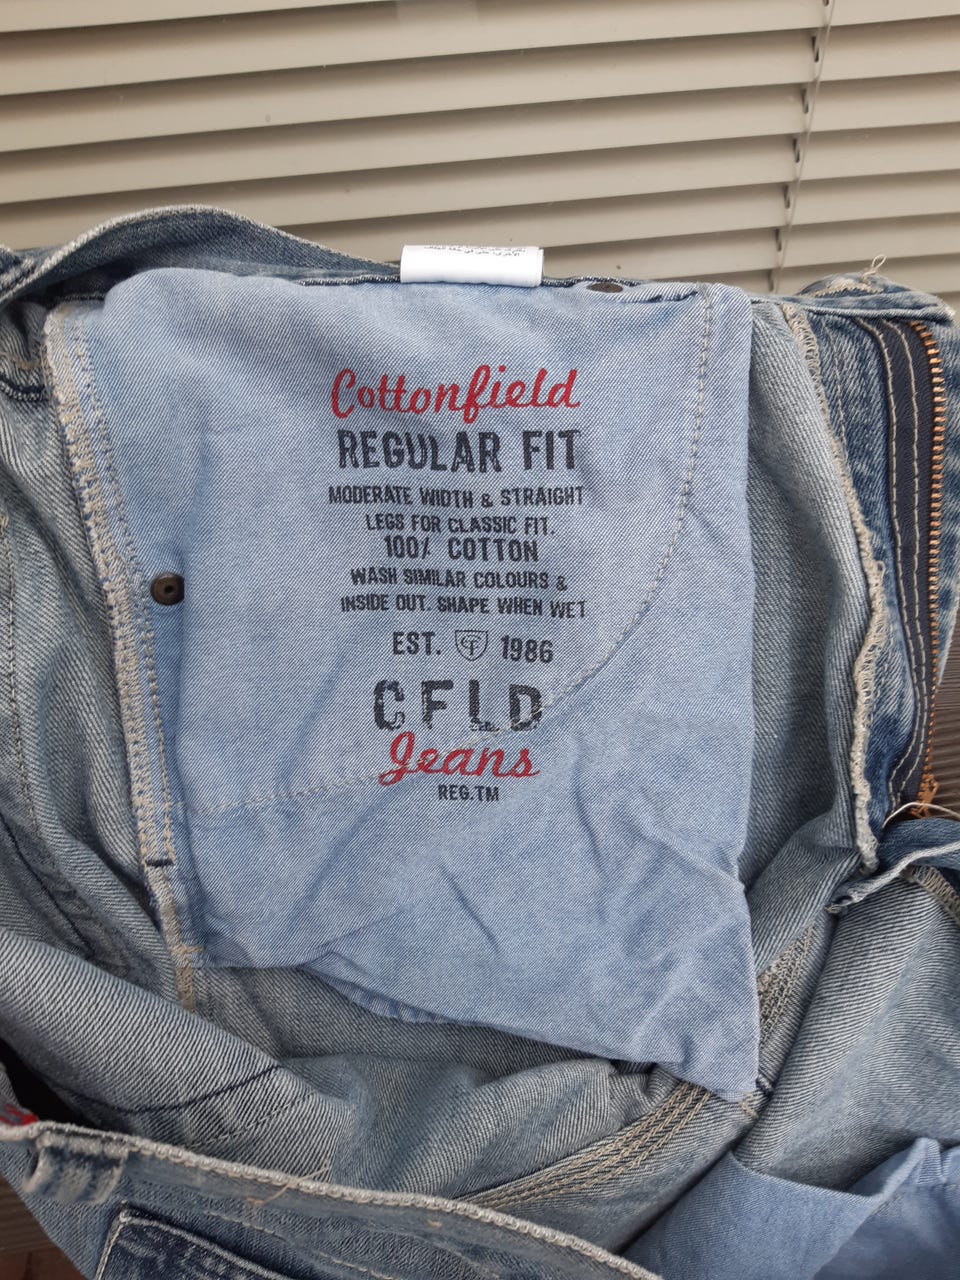 Cottonfield
REGULAR FIT
MODERATE WIDTH & STRAIGHT
LEGS FOR CLASSIC FIT.
100% COTTON
WASH SIMILAR COLOURS &
INSIDE OUT. SHAPE WHEN WET
EST. CF 1986
CFLD
Jeans
REG.TM